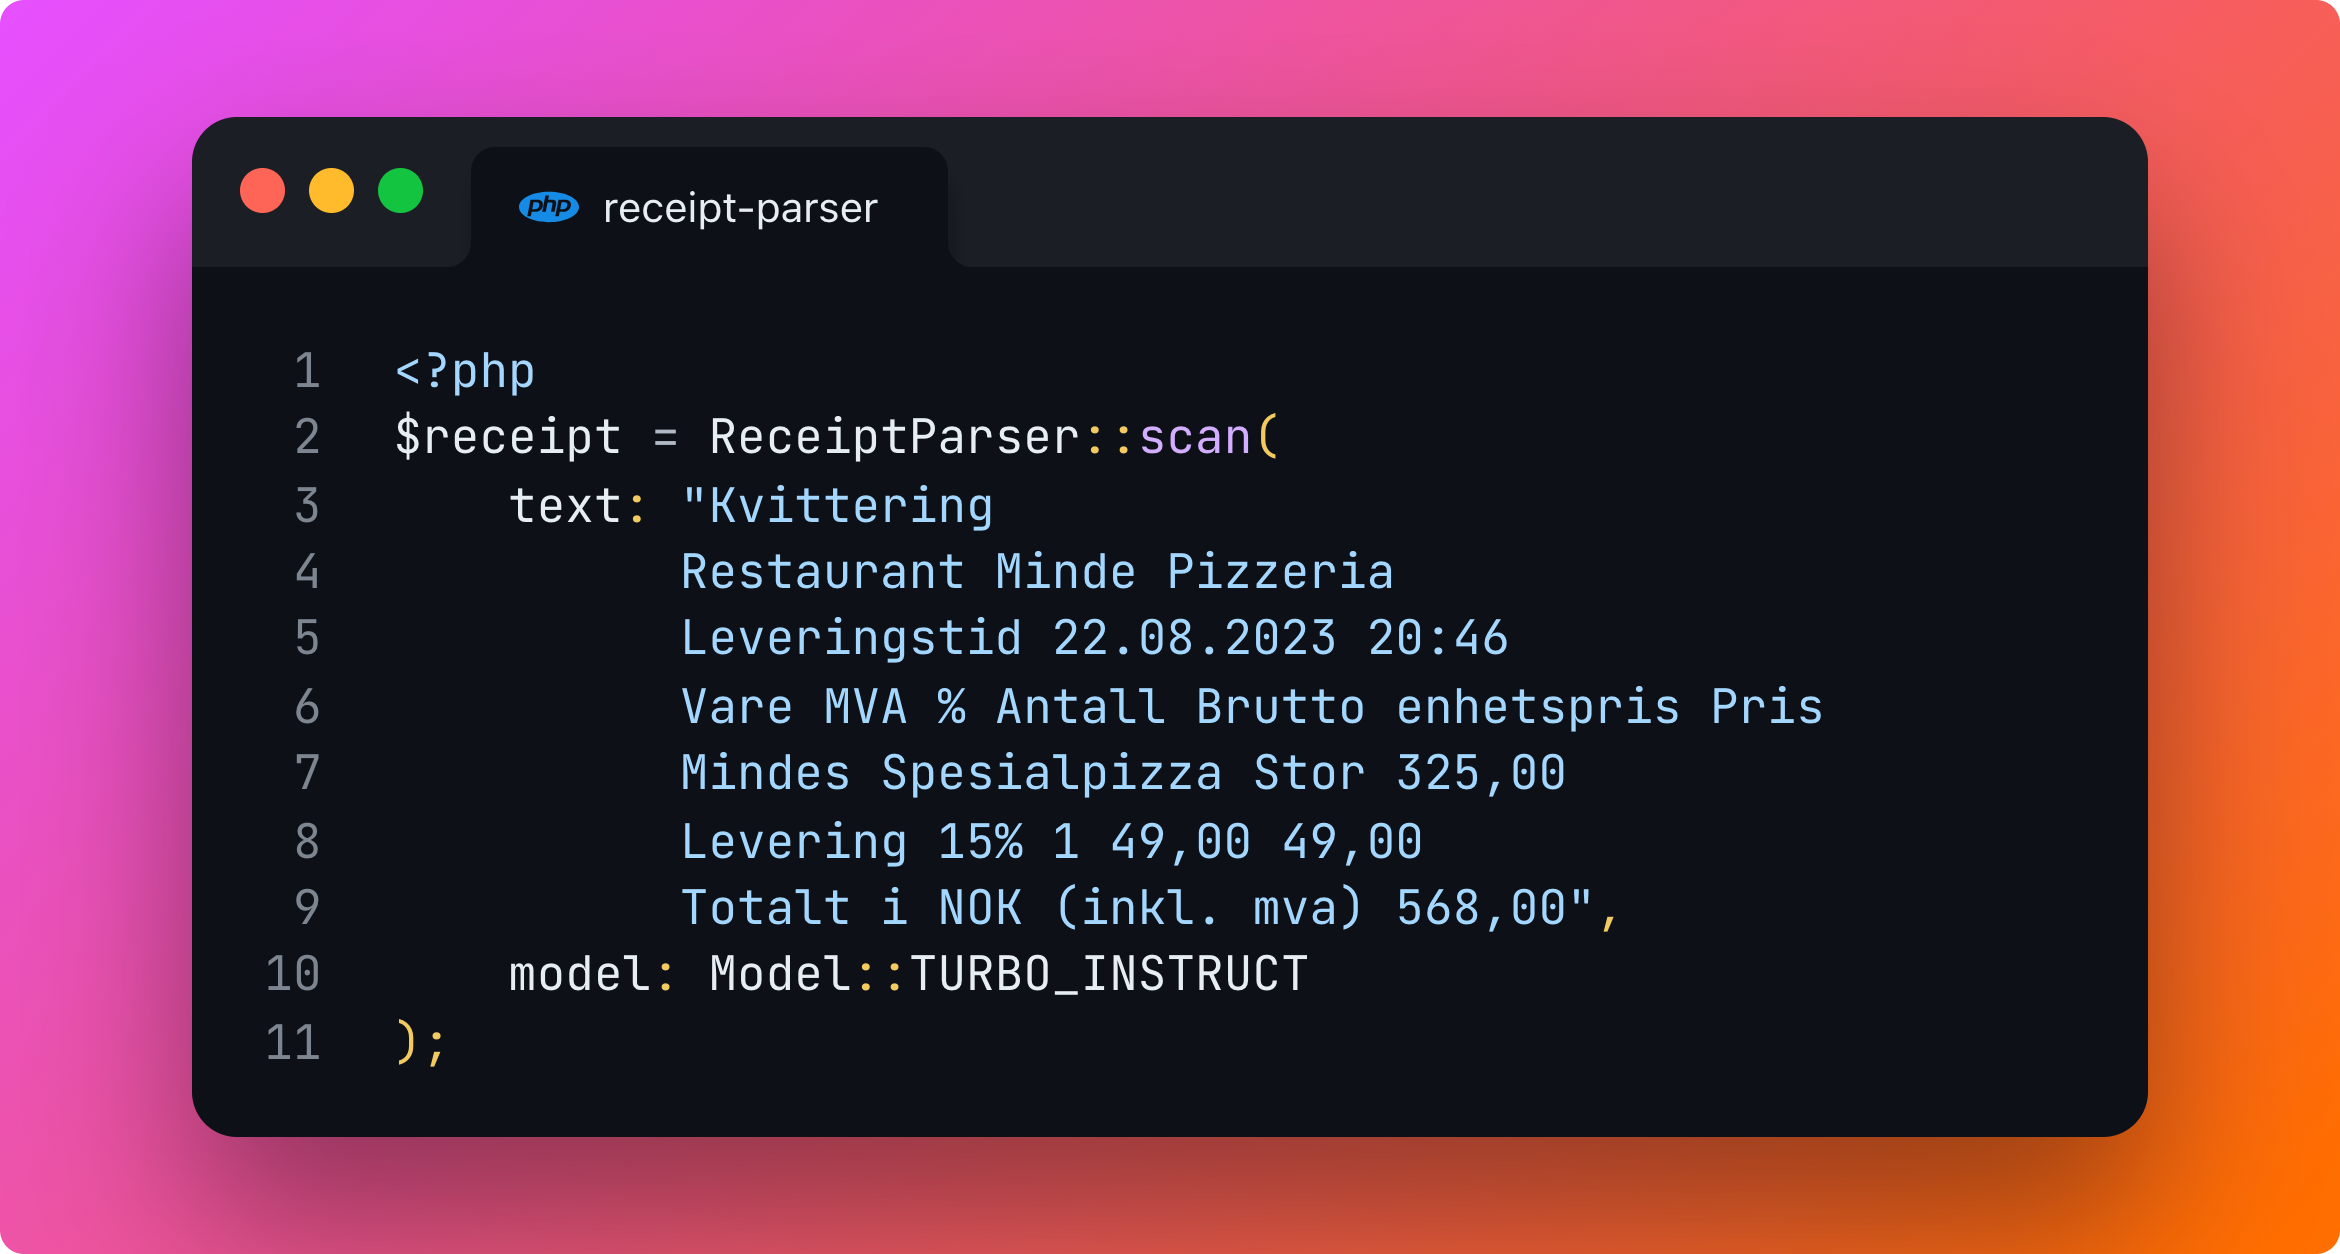 php receipt-parser
1 <?php
2 $receipt = ReceiptParser::scan(
3     text: "Kvittering
4           Restaurant Minde Pizzeria
5           Leveringstid 22.08.2023 20:46
6           Vare MVA % Antall Brutto enhetspris Pris
7           Mindes Spesialpizza Stor 325,00
8           Levering 15% 1 49,00 49,00
9           Totalt i NOK (inkl. mva) 568,00",
10     model: Model::TURBO_INSTRUCT
11 );